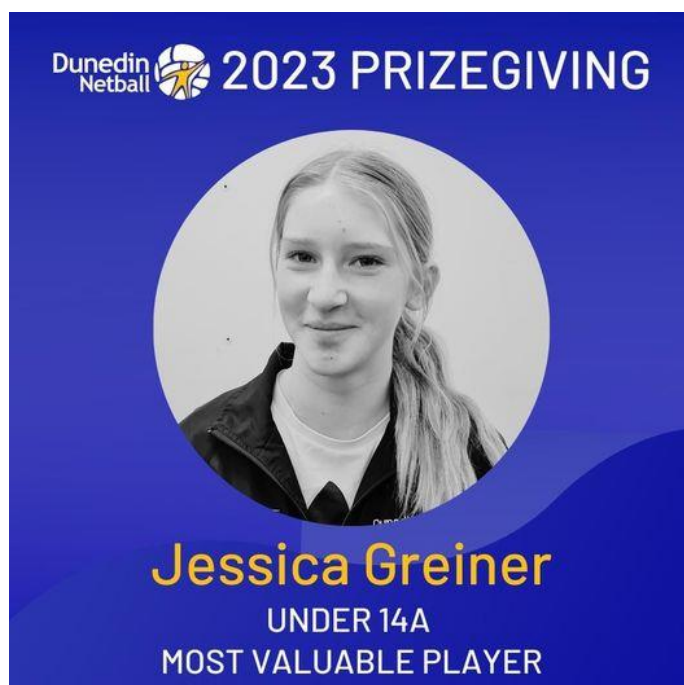 Dunedin
Netball
2023 PRIZEGIVING
Jessica Greiner
UNDER 14A
MOST VALUABLE PLAYER